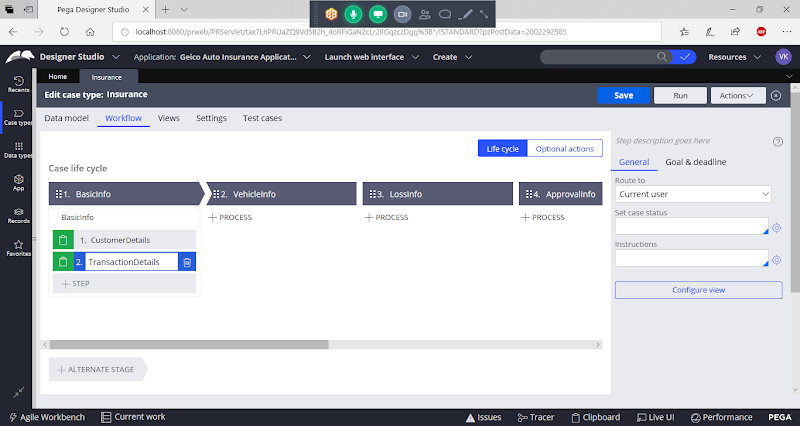 Pega Designer Studio
localhost:8080/prweb/PRServlet/
Designer Studio
Application: Geico Auto Insurance Applicat...
Launch web interface
Create
Resources
VK
Recents
Case types
Data types
App
Records
Favorites
Home
Insurance
Edit case type: Insurance
Save
Run
Actions
Data model
Workflow
Views
Settings
Test cases
Life cycle
Optional actions
Case life cycle
1. BasicInfo
2. VehicleInfo
3. LossInfo
4. ApprovalInfo
BasicInfo
+ PROCESS
+ PROCESS
+ PROCESS
1. CustomerDetails
2. TransactionDetails
+ STEP
+ ALTERNATE STAGE
Step description goes here
General
Goal & deadline
Route to
Current user
Set case status
Instructions
Configure view
Agile Workbench
Current work
Issues
Tracer
Clipboard
Live UI
Performance
PEGA